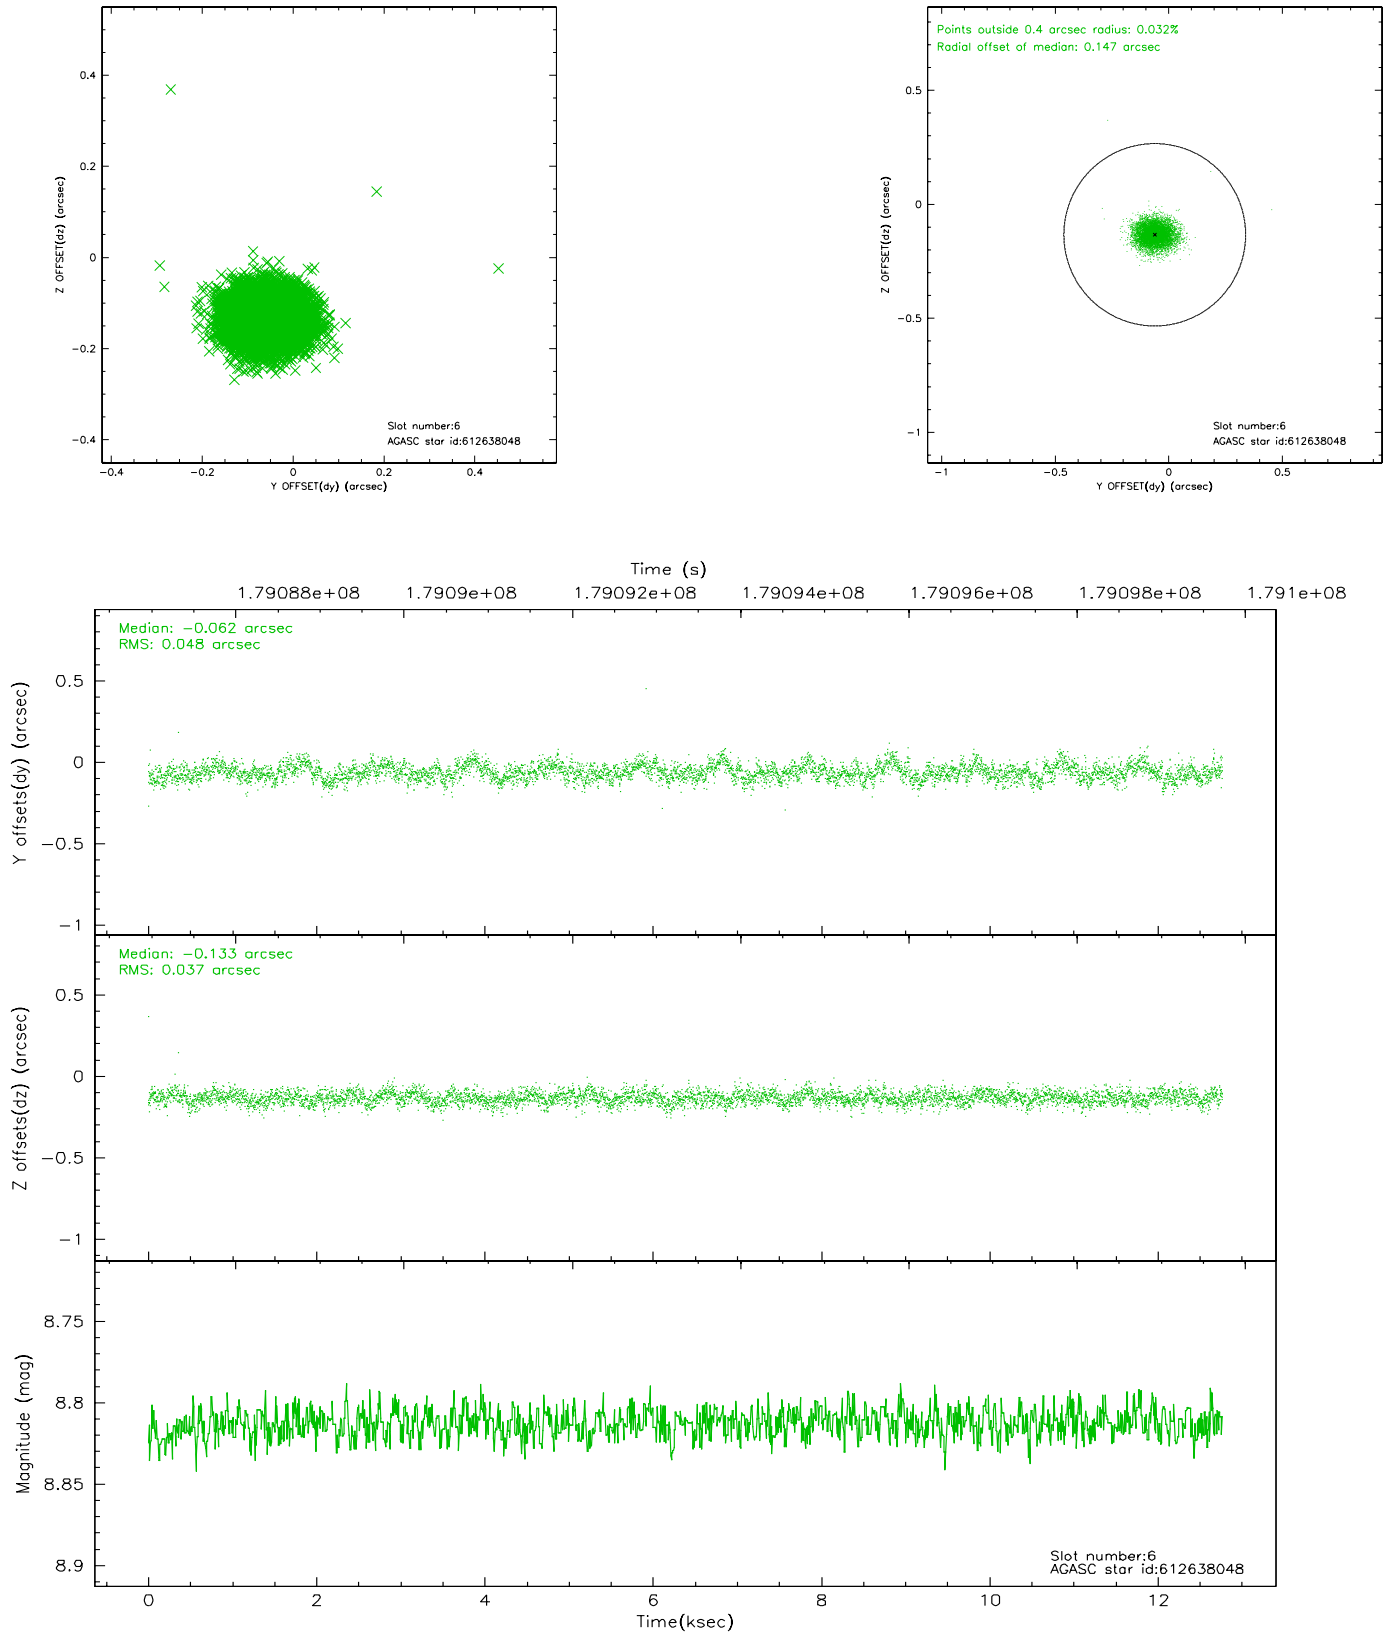 0.4
0.2
0
−0.2
−0.4
Z OFFSET(dz) (arcsec)
Slot number:6
AGASC star id:612638048
−0.4 −0.2 0 0.2 0.4
Y OFFSET(dy) (arcsec)
Points outside 0.4 arcsec radius: 0.032%
Radial offset of median: 0.147 arcsec
0.5
0
−0.5
−1
Z OFFSET(dz) (arcsec)
Slot number:6
AGASC star id:612638048
−1 −0.5 0 0.5
Y OFFSET(dy) (arcsec)
Time (s)
1.79088e+08 1.7909e+08 1.79092e+08 1.79094e+08 1.79096e+08 1.79098e+08 1.791e+08
Median: −0.062 arcsec
RMS: 0.048 arcsec
0.5
0
−0.5
−1
Y offsets(dy) (arcsec)
Median: −0.133 arcsec
RMS: 0.037 arcsec
0.5
0
−0.5
−1
Z offsets(dz) (arcsec)
8.75
8.8
8.85
8.9
Magnitude (mag)
Slot number:6
AGASC star id:612638048
0 2 4 6 8 10 12
Time(ksec)